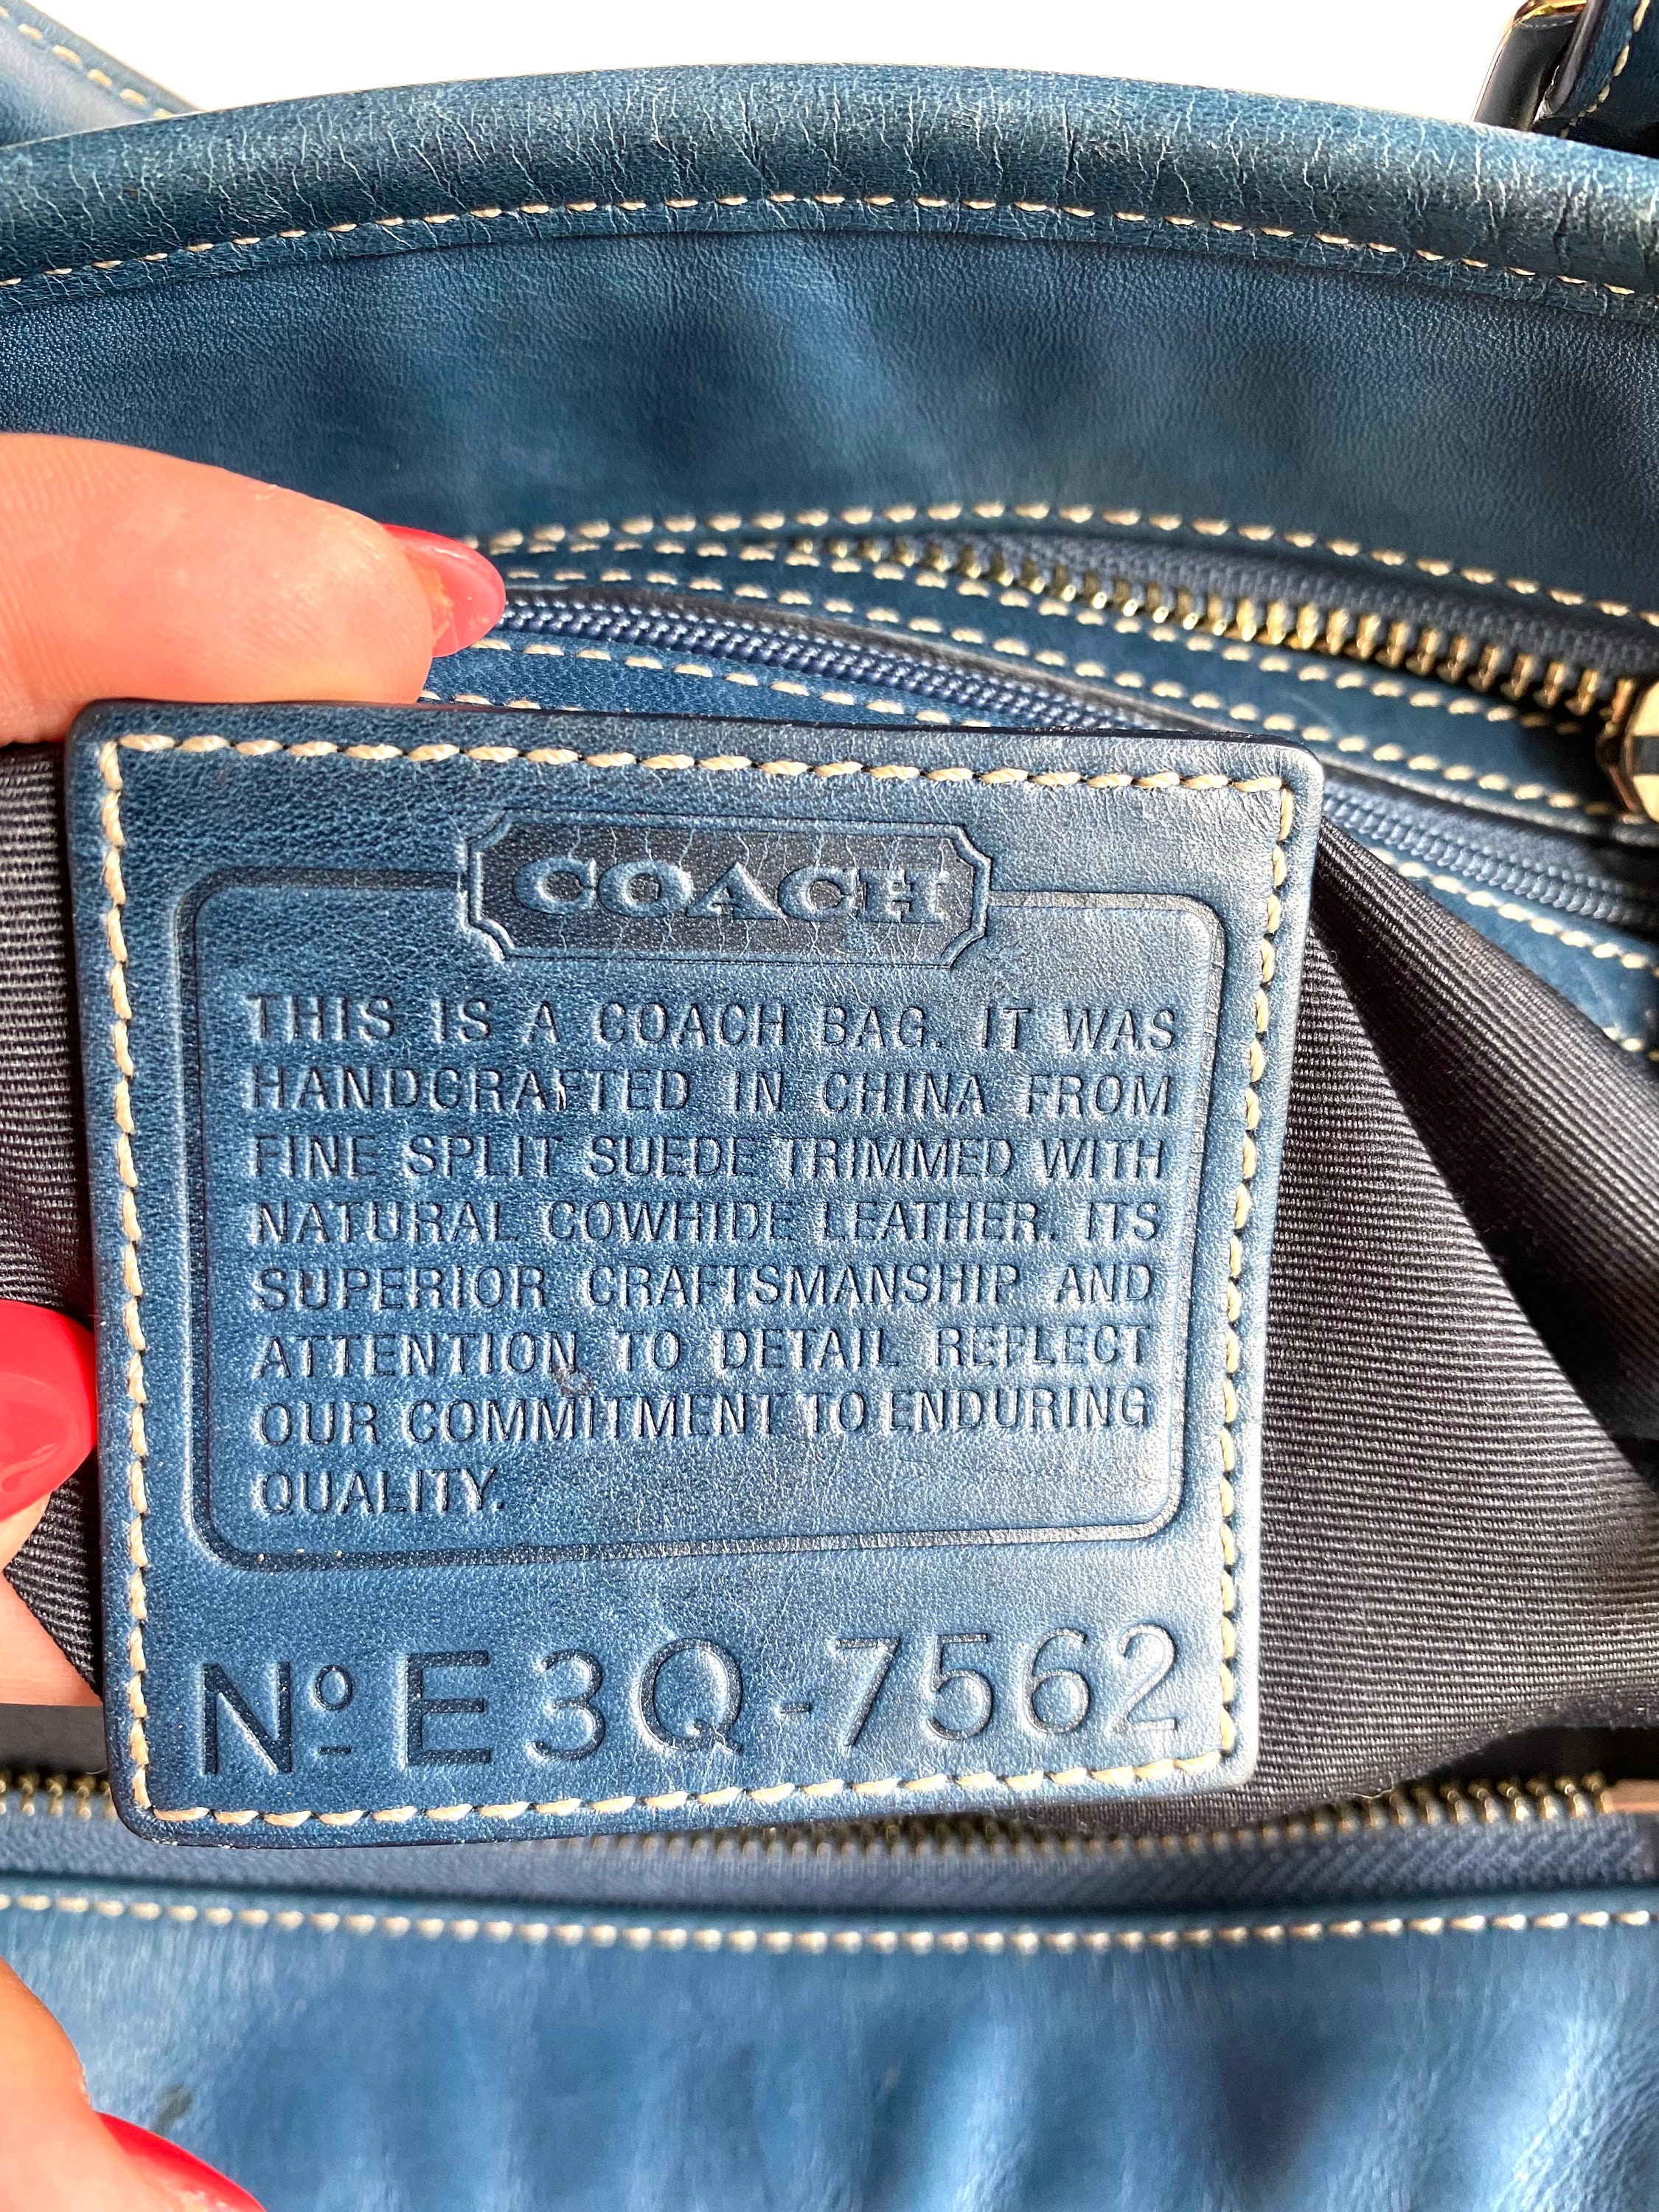 COACH
THIS IS A COACH BAG. IT WAS
HANDCRAFTED IN CHINA FROM
FINE SPLIT SUEDE TRIMMED WITH
NATURAL COWHIDE LEATHER. ITS
SUPERIOR CRAFTSMANSHIP AND
ATTENTION TO DETAIL REFLECT
OUR COMMITMENT TO ENDURING
QUALITY.
Nº E3Q-7562